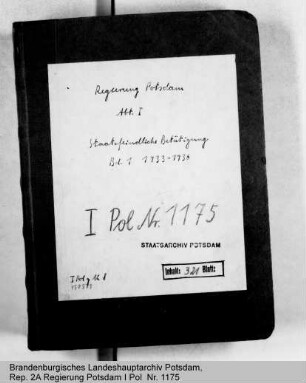 Regierung Potsdam
Abt. I
Staatsfeindliche Betätigung
Bd. 1 1933-1936
I Pol Nr. 1175
STAATSARCHIV POTSDAM
Inhalt: 321 Blatt:
Brandenburgisches Landeshauptarchiv Potsdam,
Rep. 2A Regierung Potsdam I Pol Nr. 1175